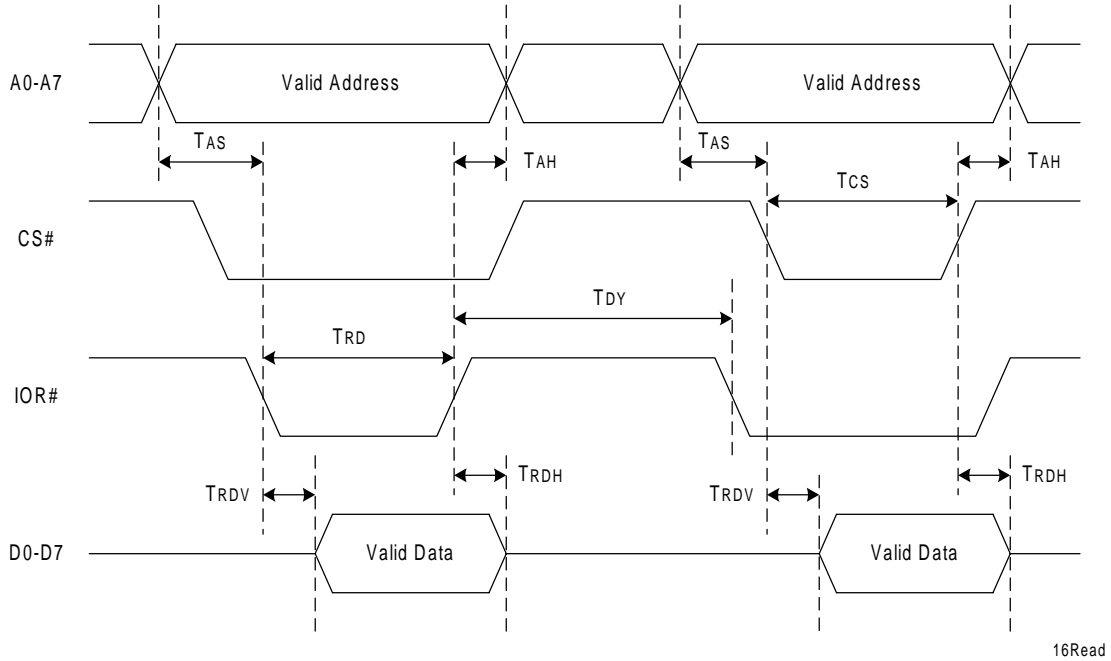 A0-A7
Valid Address
Valid Address
TAS
TAH
TAS
TAH
TCS
CS#
TDY
TRD
IOR#
TRDV
TRDH
TRDV
TRDH
D0-D7
Valid Data
Valid Data
16Read